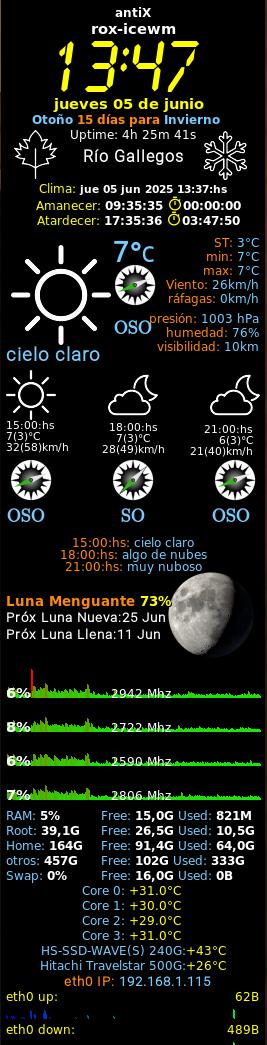 antiX
rox-icewm
13:47
jueves 05 de junio
Otoño 15 días para Invierno
Uptime: 4h 25m 41s
Río Gallegos
Clima: jue 05 jun 2025 13:37:hs
Amanecer: 09:35:35 00:00:00
Atardecer: 17:35:36 03:47:50
7°C
ST: 3°C
min: 7°C
max: 7°C
Viento: 26km/h
ráfagas: 0km/h
OSO
presión: 1003 hPa
humedad: 76%
visibilidad: 10km
cielo claro
15:00:hs
7(3)°C
32(58)km/h
18:00:hs
7(3)°C
28(49)km/h
21:00:hs
6(3)°C
21(40)km/h
OSO SO OSO
15:00:hs: cielo claro
18:00:hs: algo de nubes
21:00:hs: muy nuboso
Luna Menguante 73%
Próx Luna Nueva:25 Jun
Próx Luna Llena:11 Jun
6% 2942 Mhz
8% 2722 Mhz
6% 2590 Mhz
7% 2806 Mhz
RAM: 5% Free: 15,0G Used: 821M
Root: 39,1G Free: 26,5G Used: 10,5G
Home: 164G Free: 91,4G Used: 64,0G
otros: 457G Free: 102G Used: 333G
Swap: 0% Free: 16,0G Used: 0B
Core 0: +31.0°C
Core 1: +30.0°C
Core 2: +29.0°C
Core 3: +31.0°C
HS-SSD-WAVE(S) 240G:+43°C
Hitachi Travelstar 500G:+26°C
eth0 IP: 192.168.1.115
eth0 up: 62B
eth0 down: 489B